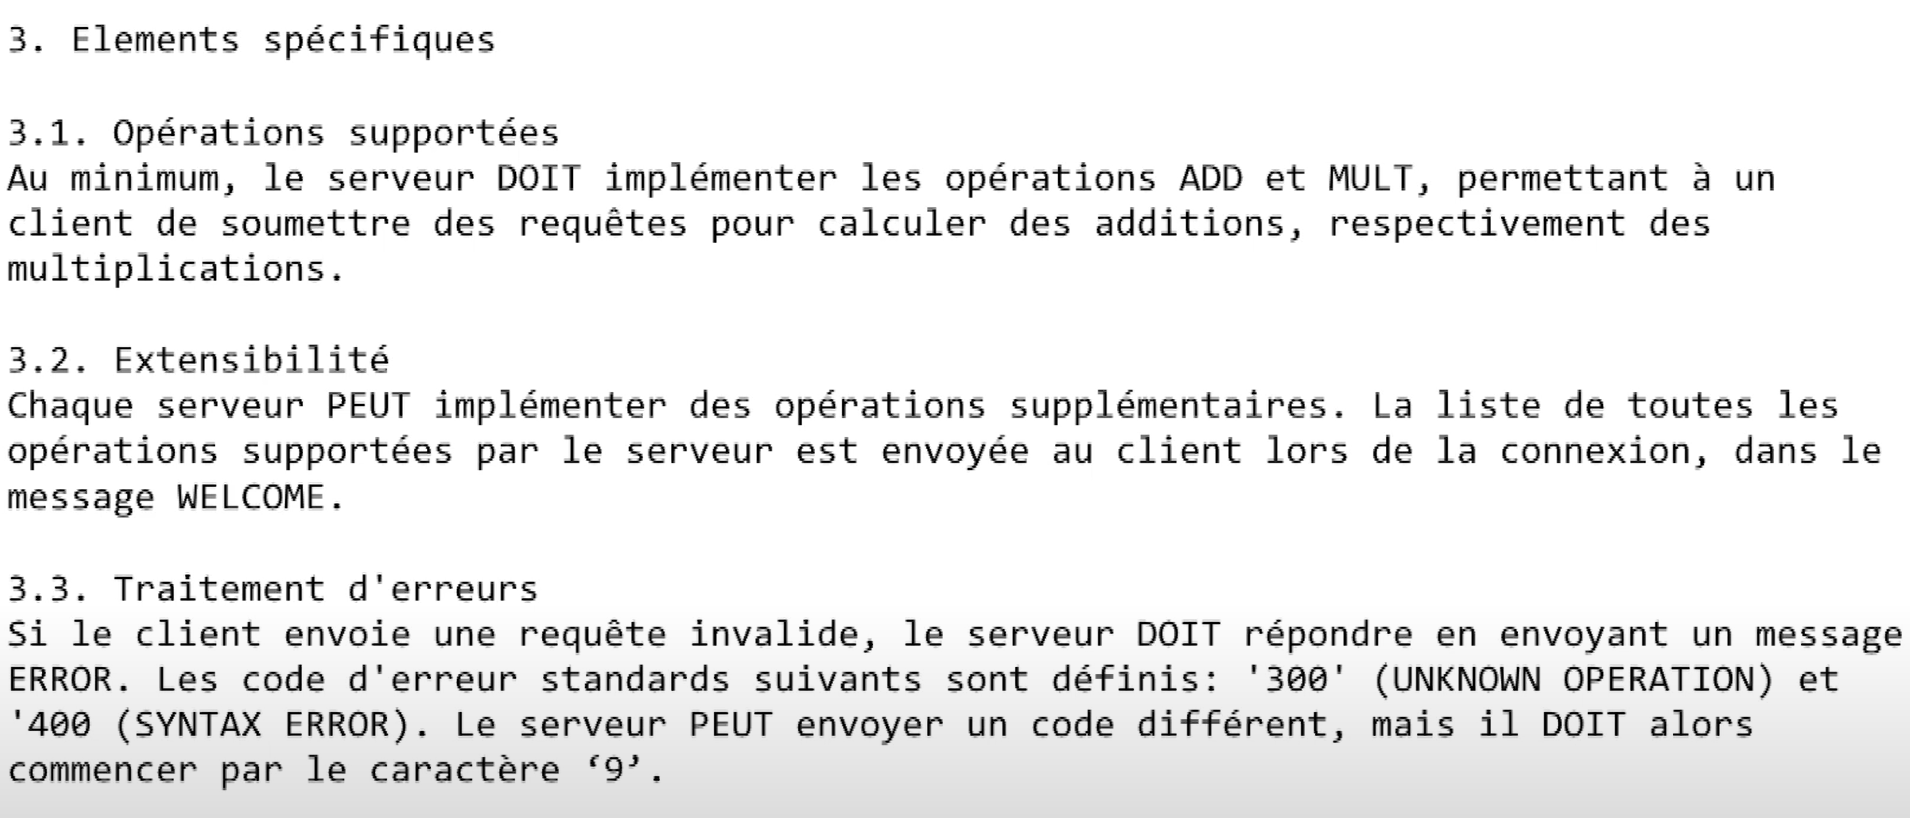 3. Elements spécifiques
3.1. Opérations supportées
Au minimum, le serveur DOIT implémenter les opérations ADD et MULT, permettant à un
client de soumettre des requêtes pour calculer des additions, respectivement des
multiplications.
3.2. Extensibilité
Chaque serveur PEUT implémenter des opérations supplémentaires. La liste de toutes les
opérations supportées par le serveur est envoyée au client lors de la connexion, dans le
message WELCOME.
3.3. Traitement d'erreurs
Si le client envoie une requête invalide, le serveur DOIT répondre en envoyant un message
ERROR. Les code d'erreur standards suivants sont définis: '300' (UNKNOWN OPERATION) et
'400 (SYNTAX ERROR). Le serveur PEUT envoyer un code différent, mais il DOIT alors
commencer par le caractère ‘9’.